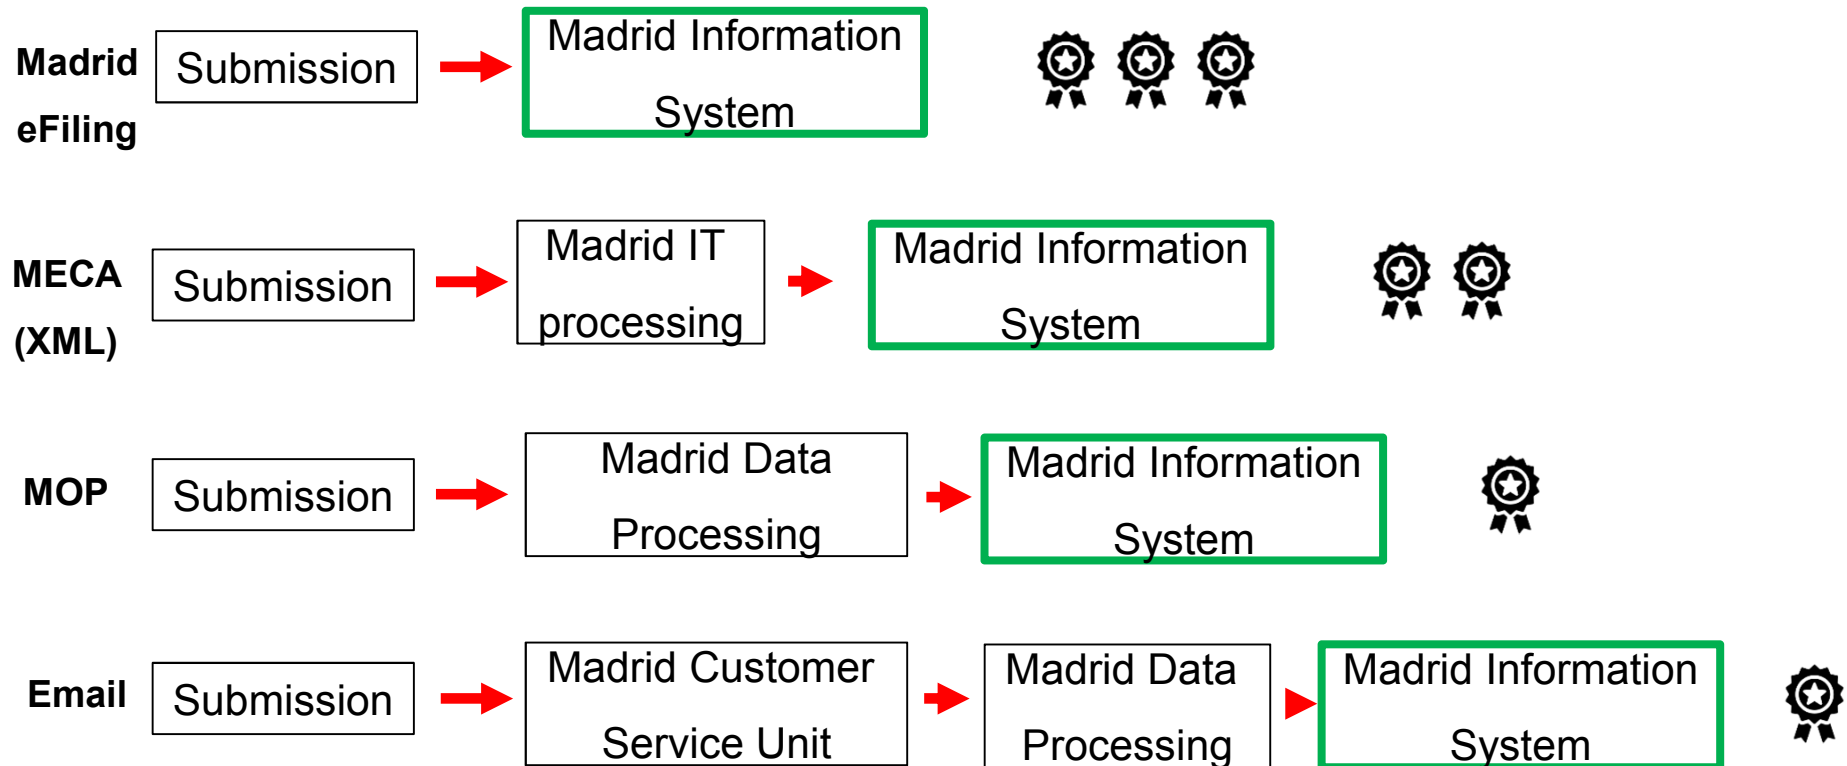 Madrid
eFiling
Submission
Madrid Information
System
MECA
(XML)
Submission
Madrid IT
processing
Madrid Information
System
MOP
Submission
Madrid Data
Processing
Madrid Information
System
Email
Submission
Madrid Customer
Service Unit
Madrid Data
Processing
Madrid Information
System